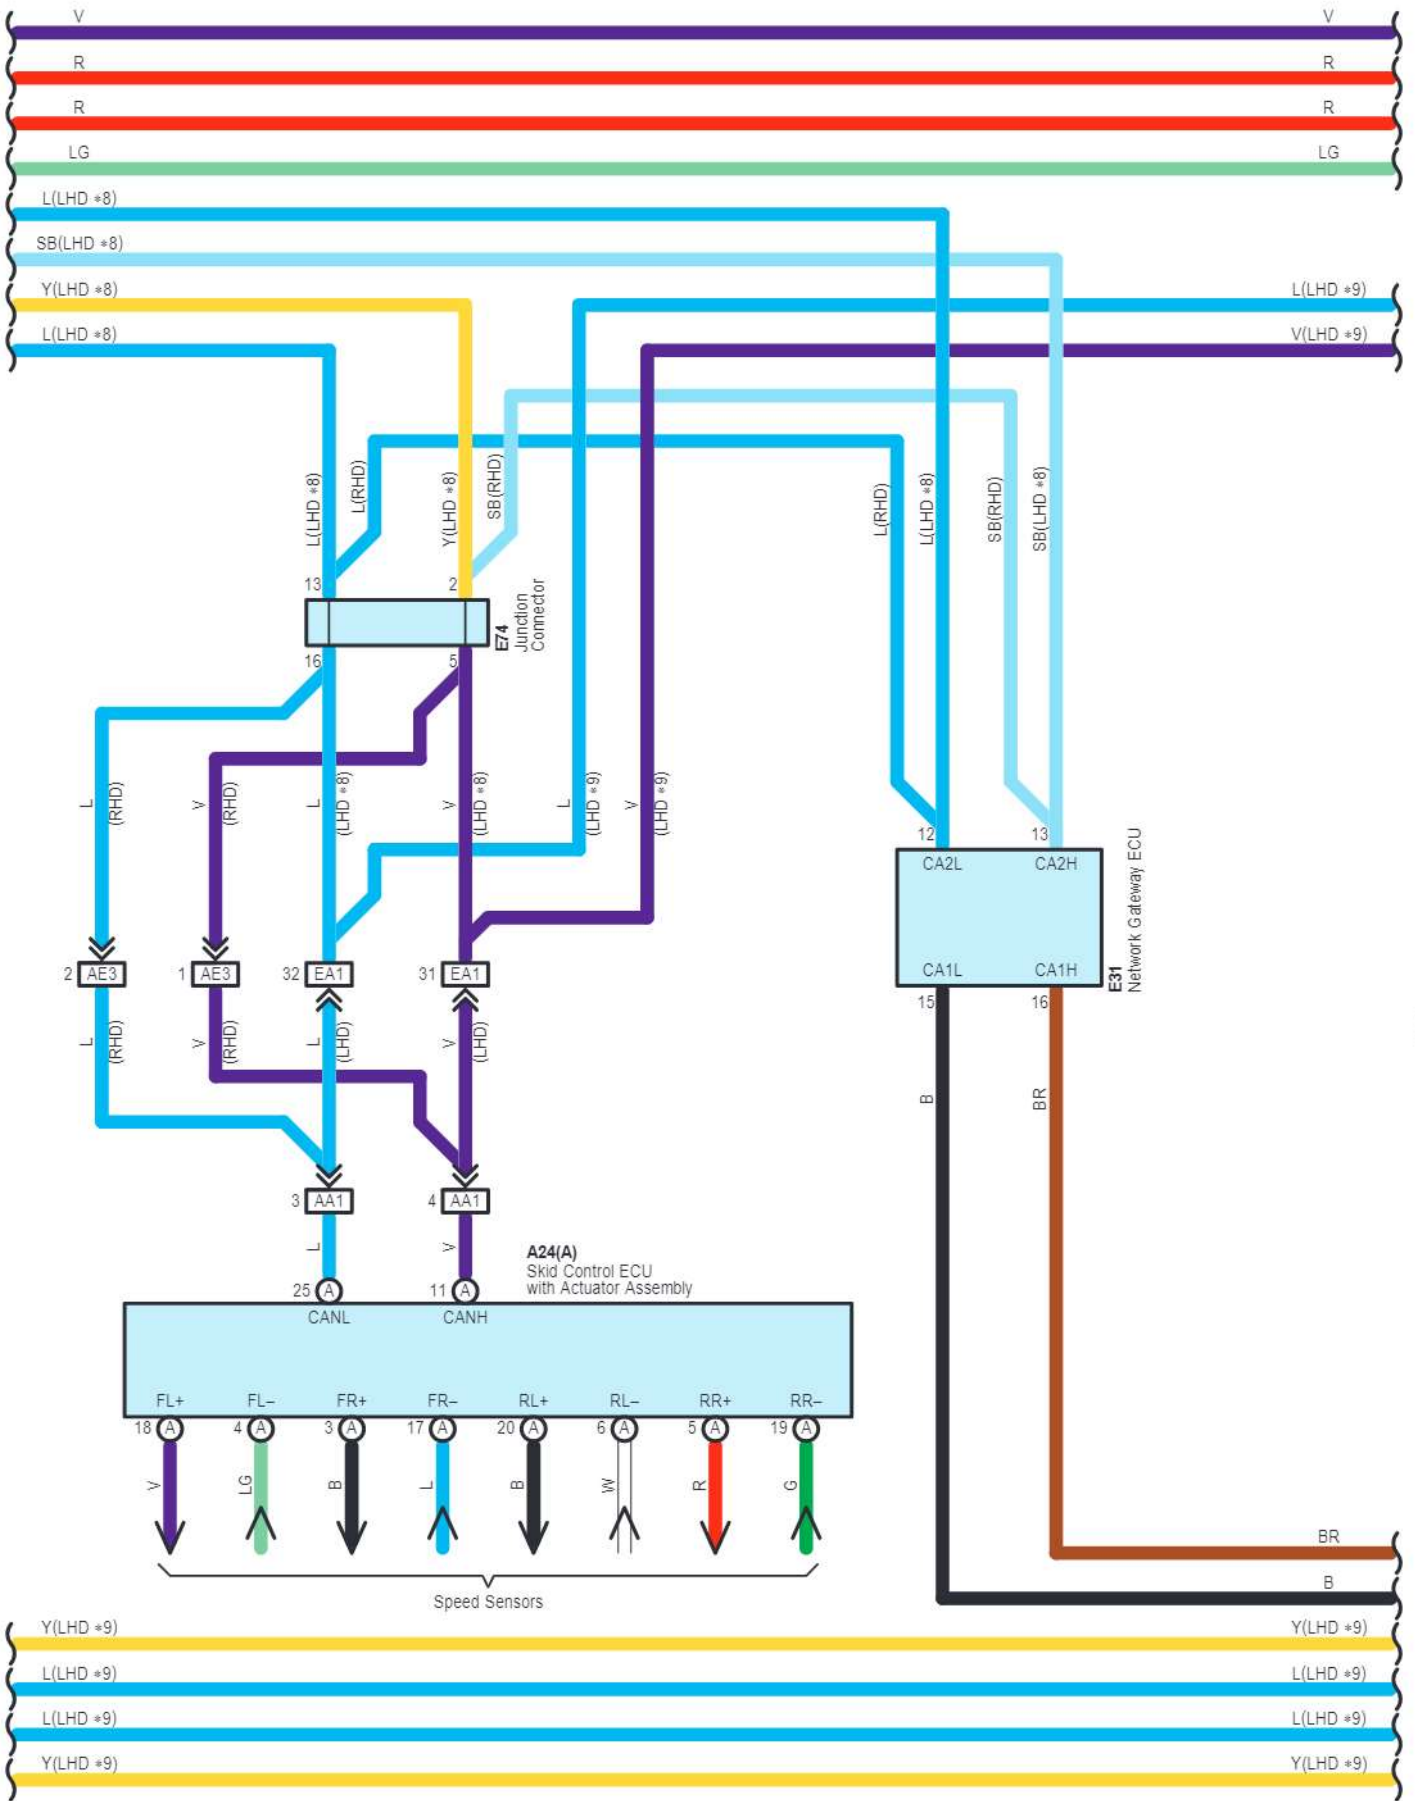 V V
R R
R R
LG LG
L(LHD *8)
SB(LHD *8)
Y(LHD *8) L(LHD *9)
L(LHD *8) V(LHD *9)
L(LHD *8)
L(RHD)
Y(LHD *8)
SB(RHD)
L(RHD)
L(LHD *8)
SB(RHD)
SB(LHD *8)
13 2
E74
Junction
Connector
16 5
L
(RHD)
V
(RHD)
L
(LHD *8)
V
(LHD *8)
L
(LHD *9)
V
(LHD *9)
12 13
CA2L CA2H
CA1L CA1H
E31
Network Gateway ECU
15 16
2 AE3 1 AE3 32 EA1 31 EA1
L
(RHD)
V
(RHD)
L
(LHD)
V
(LHD)
B
BR
3 AA1 4 AA1
L
V
A24(A)
Skid Control ECU
with Actuator Assembly
25 A 11 A
CANL CANH
FL+ FL– FR+ FR– RL+ RL– RR+ RR–
18 A 4 A 3 A 17 A 20 A 6 A 5 A 19 A
V LG B L B W R G
Speed Sensors
BR
B
Y(LHD *9) Y(LHD *9)
L(LHD *9) L(LHD *9)
L(LHD *9) L(LHD *9)
Y(LHD *9) Y(LHD *9)